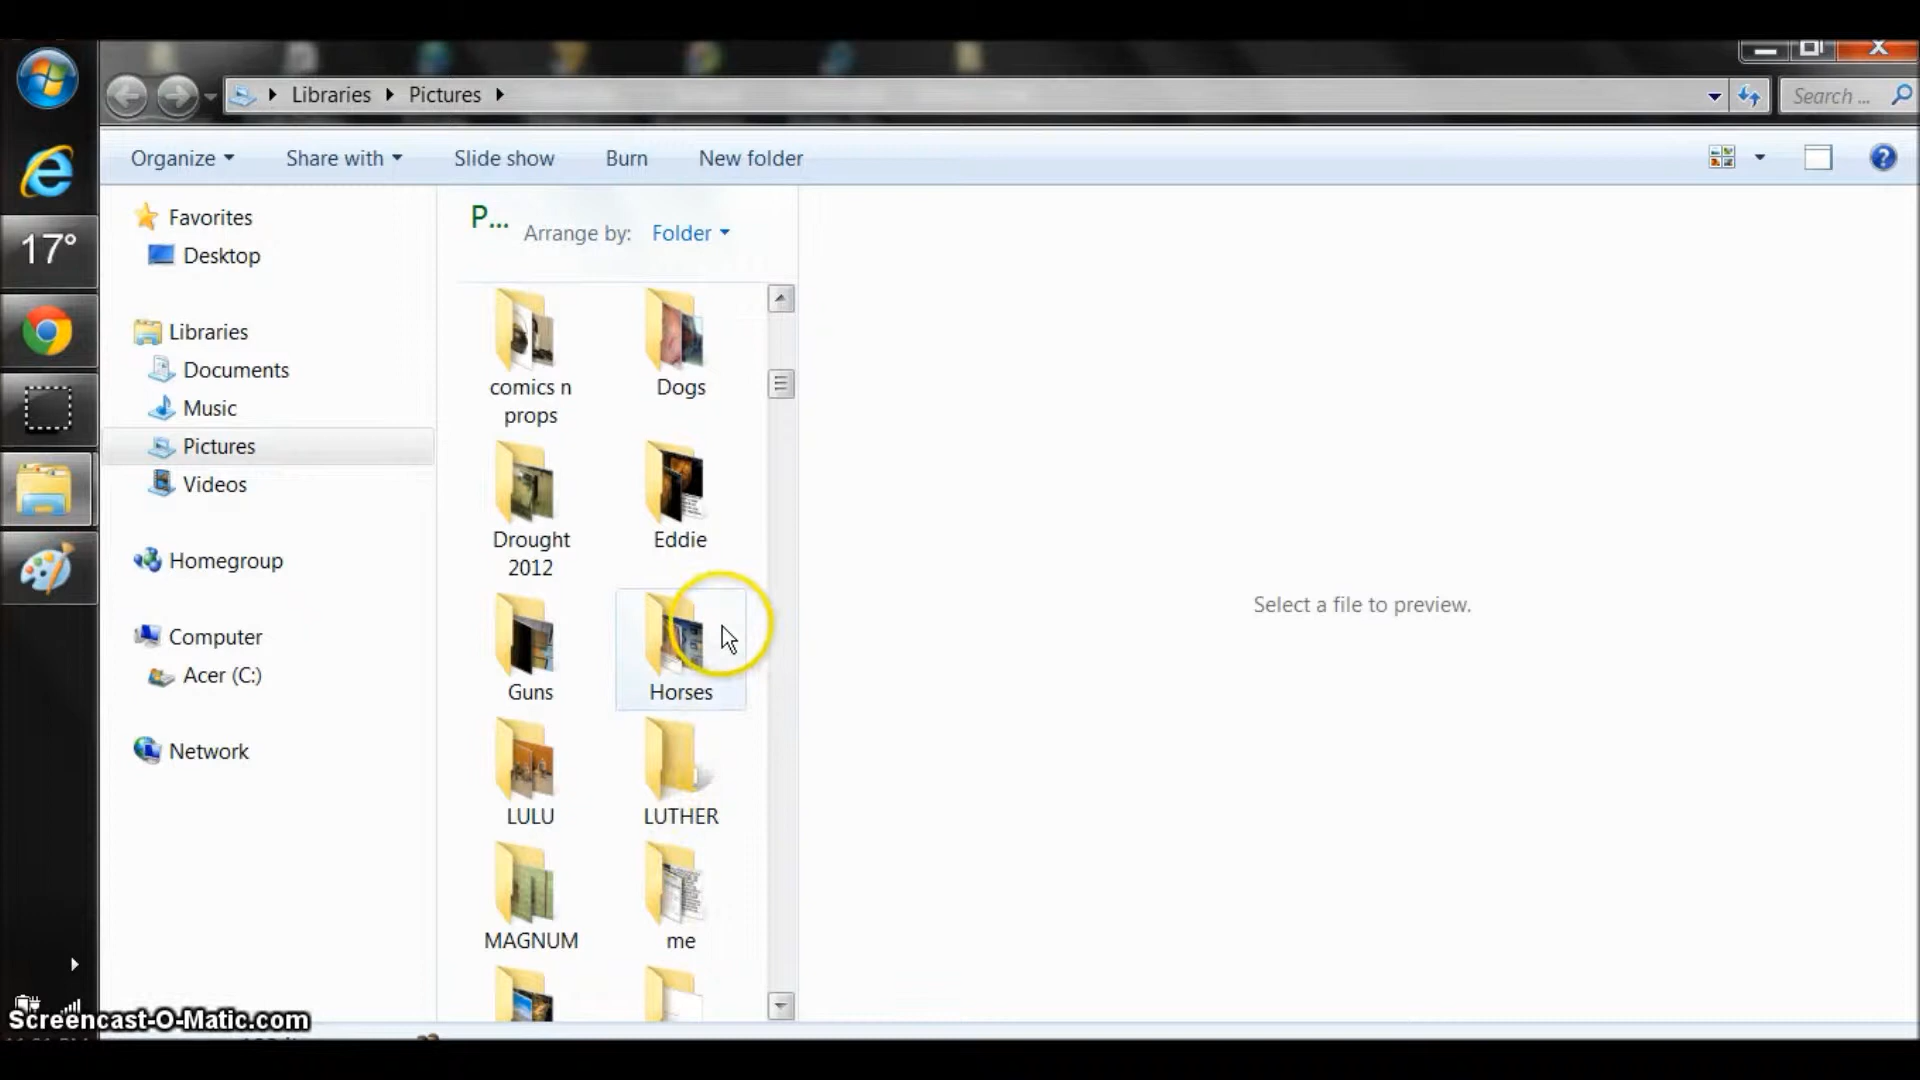 Libraries Pictures
Search ...
Organize Share with Slide show Burn New folder
Favorites
Desktop
17°
Libraries
Documents
Music
Pictures
Videos
Homegroup
Computer
Acer (C:)
Network
P... Arrange by: Folder
comics n props
Dogs
Drought 2012
Eddie
Guns
Horses
LULU
LUTHER
MAGNUM
me
Select a file to preview.
Screencast-O-Matic.com